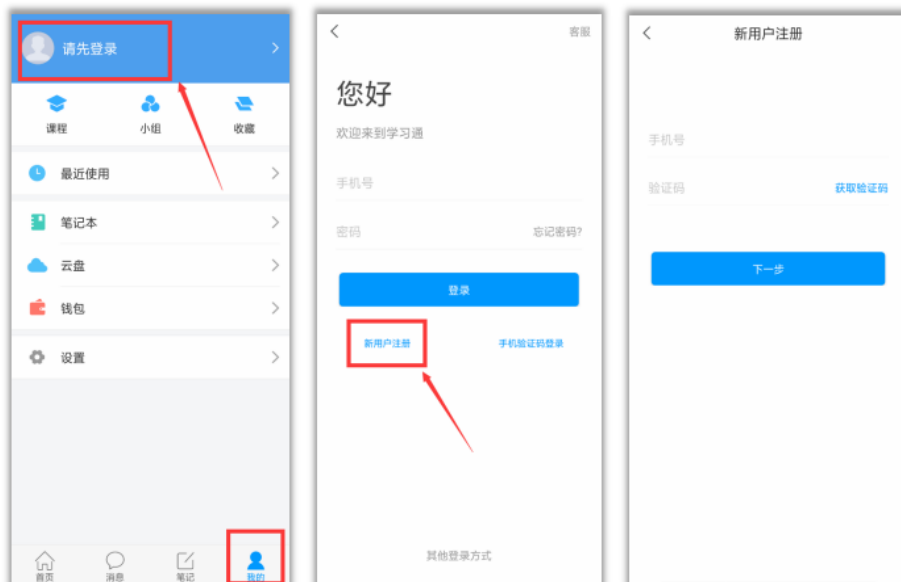 请先登录
课程
小组
收藏
最近使用
笔记本
云盘
钱包
设置
首页
消息
笔记
我的
客服
您好
欢迎来到学习通
手机号
密码
忘记密码?
登录
新用户注册
手机验证码登录
其他登录方式
新用户注册
手机号
验证码
获取验证码
下一步